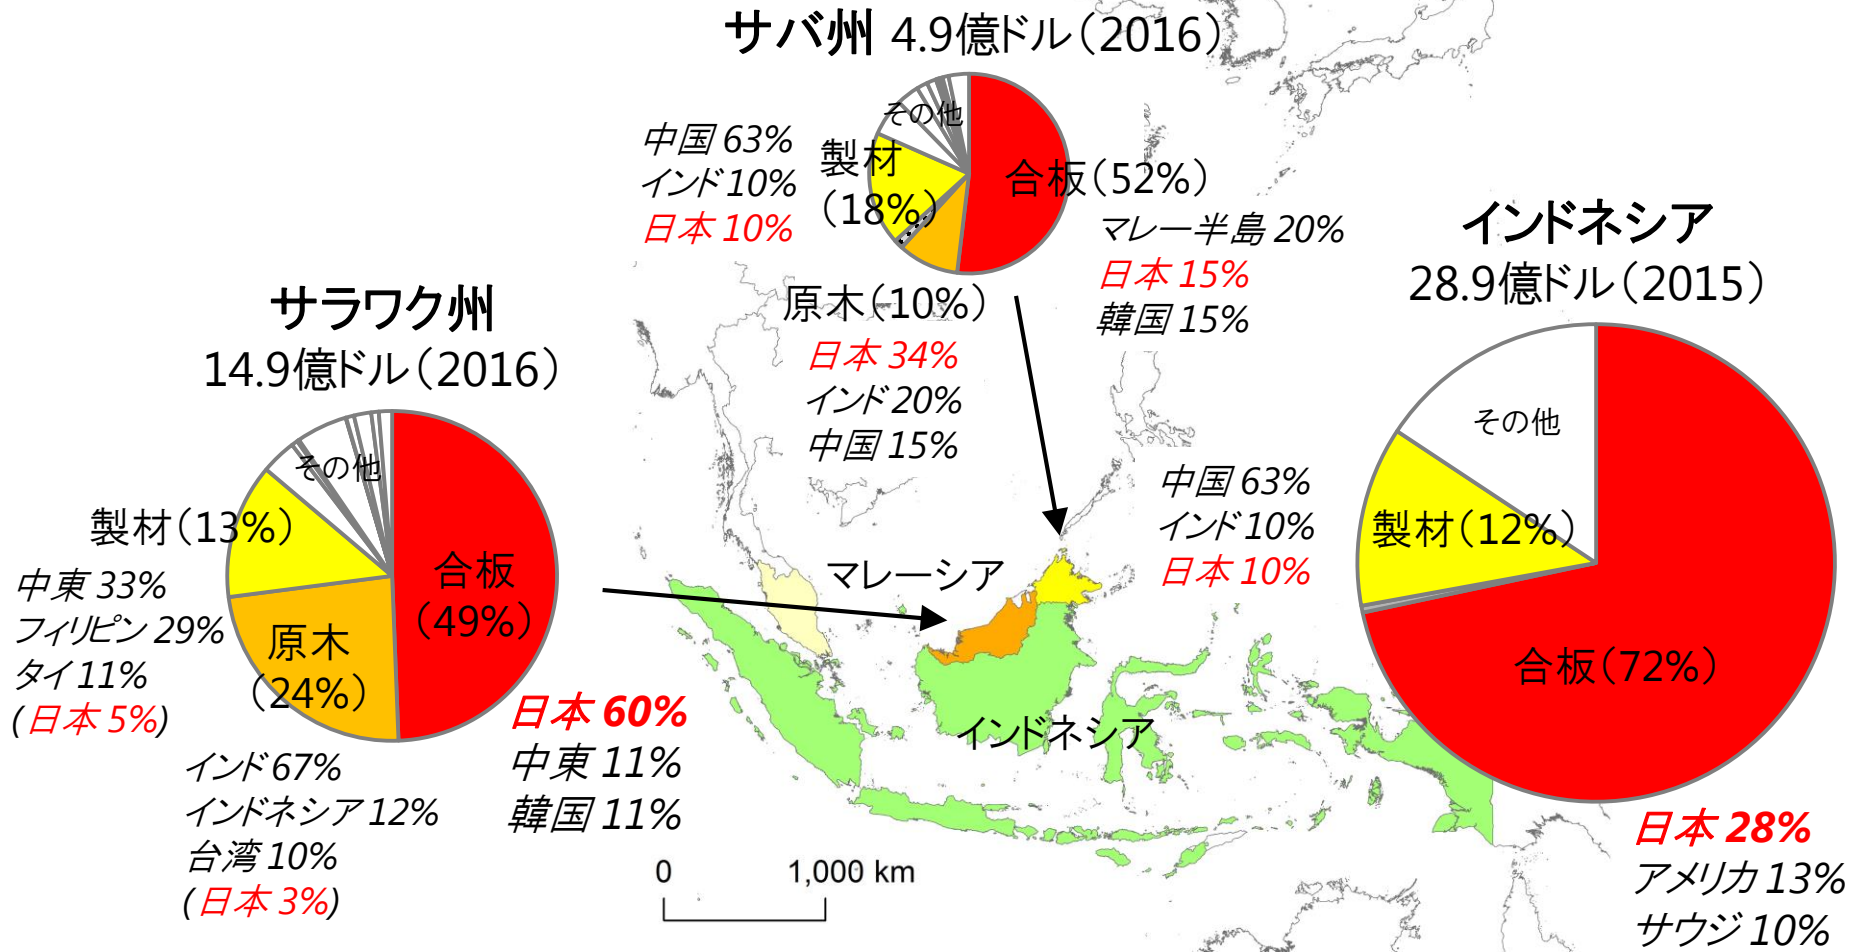 サバ州 4.9億ドル（2016）
その他
中国 63%
インド 10%
日本 10%
製材
（18%）
合板（52%）
マレー半島 20%
日本 15%
韓国 15%
原木（10%）
日本 34%
インド 20%
中国 15%
サラワク州
14.9億ドル（2016）
その他
製材（13%）
中東 33%
フィリピン 29%
タイ 11%
(日本 5%)
合板
（49%）
原木
（24%）
日本 60%
中東 11%
韓国 11%
インド 67%
インドネシア 12%
台湾 10%
(日本 3%)
インドネシア
28.9億ドル（2015）
その他
中国 63%
インド 10%
日本 10%
製材（12%）
合板（72%）
日本 28%
アメリカ 13%
サウジ 10%
マレーシア
インドネシア
0 1,000 km